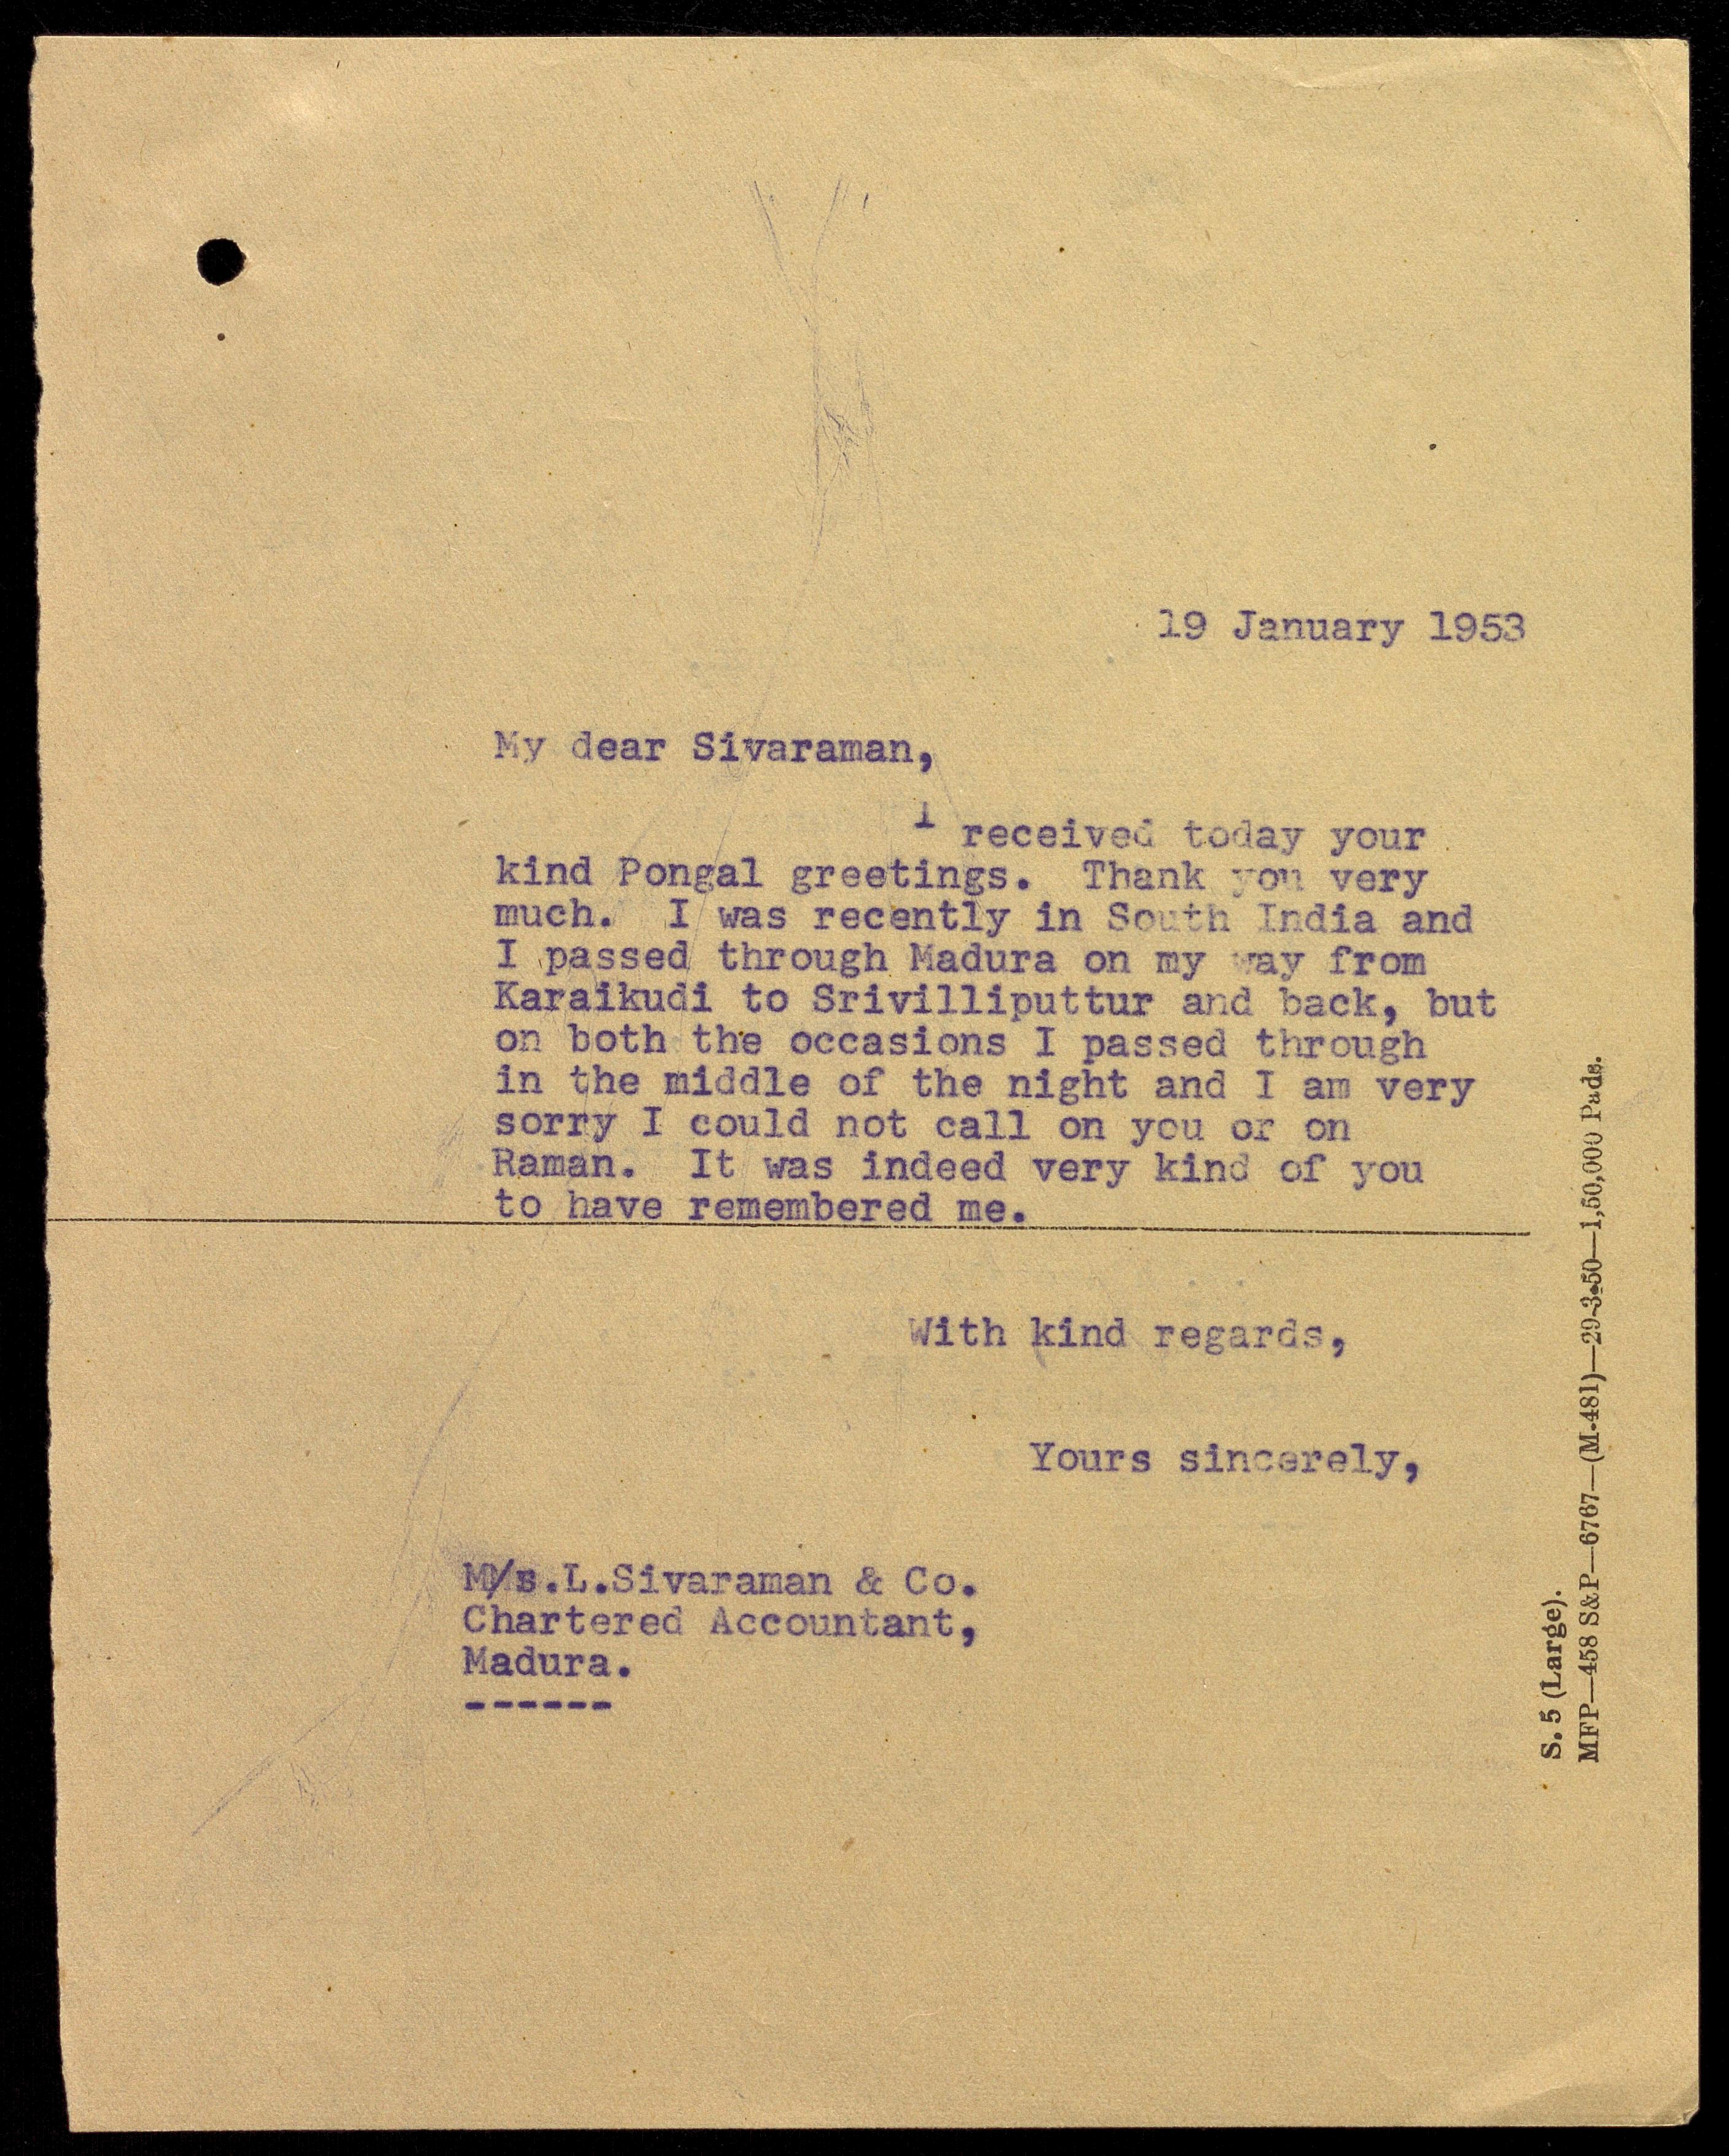 19 January 1953
My dear Sivaraman,
I received today your
kind Pongal greetings. Thank you very
much. I was recently in South India and
I passed through Madura on my way from
Karaikudi to Srivilliputtur and back, but
on both the occasions I passed through
in the middle of the night and I am very
sorry I could not call on you or on
Raman. It was indeed very kind of you
to have remembered me.
With kind regards,
Yours sincerely,
M/s.L.Sivaraman & Co.
Chartered Accountant,
Madura.
------
S. 5 (Large).
MFP—458 S&P—6767—(M-481)—29-3-50—1,50,000 Pads.